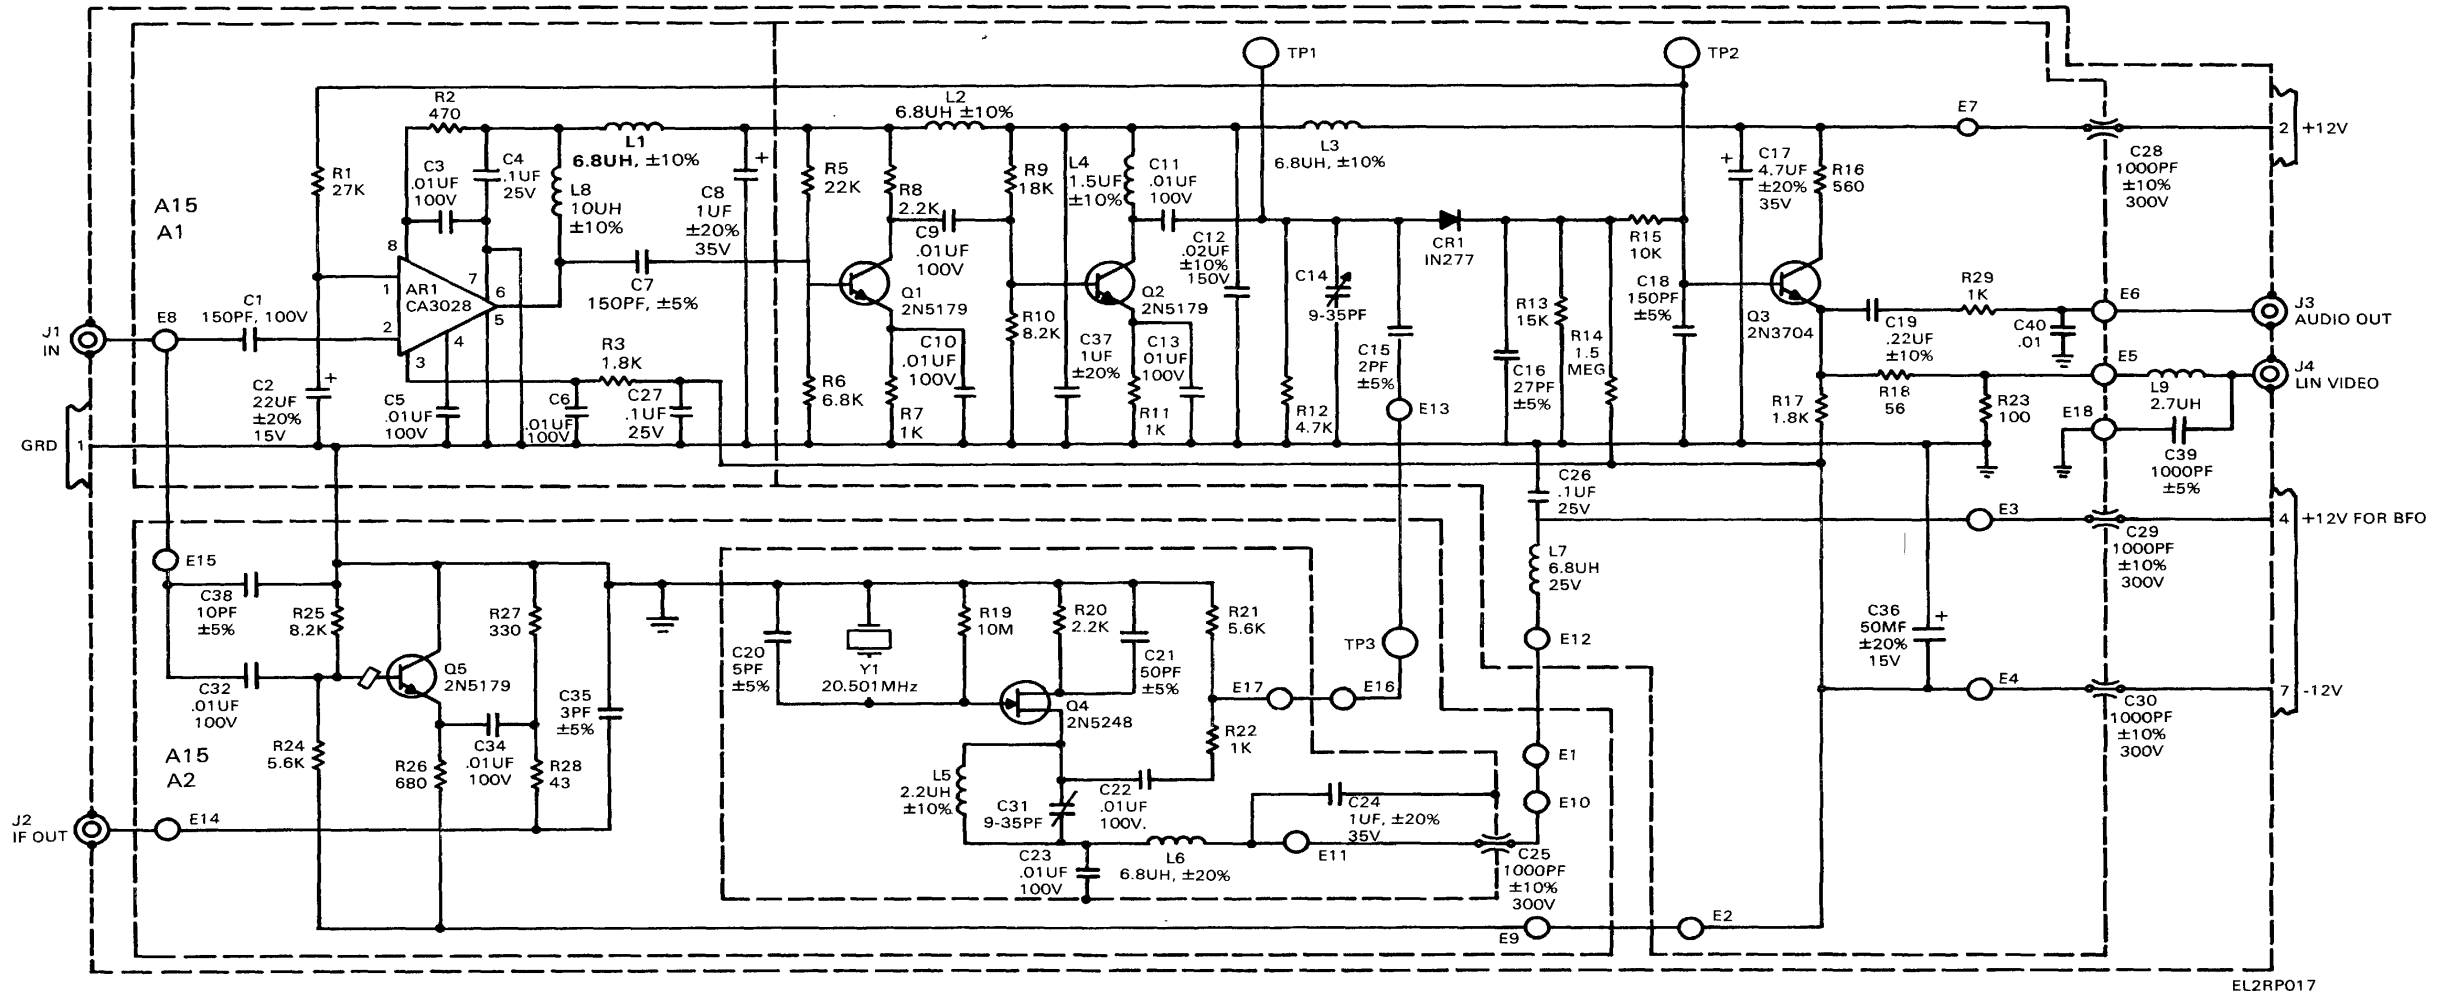 TP1
TP2
R2
470
L2
6.8UH ±10%
E7
2
+12V
C28
1000PF
±10%
300V
L1
6.8UH, ±10%
L3
6.8UH, ±10%
R1
27K
C3
.01UF
100V
C4
.1UF
25V
L8
10UH
±10%
C8
1UF
±20%
35V
R5
22K
R8
2.2K
R9
18K
L4
1.5UF
±10%
C11
.01UF
100V
C17
4.7UF
±20%
35V
R16
560
A15
A1
C9
.01UF
100V
C12
.02UF
±10%
150V
CR1
IN277
R15
10K
8
1
2
3
4
5
6
7
AR1
CA3028
C7
150PF, ±5%
Q1
2N5179
Q2
2N5179
C14
9-35PF
R13
15K
R14
1.5
MEG
C18
150PF
±5%
Q3
2N3704
R29
1K
E6
J3
AUDIO OUT
C19
.22UF
±10%
C40
.01
J1
IN
E8
C1
150PF, 100V
R3
1.8K
R10
8.2K
C10
.01UF
100V
C37
1UF
±20%
C13
01UF
100V
C15
2PF
±5%
C16
27PF
±5%
E5
J4
LIN VIDEO
L9
2.7UH
R18
56
R23
100
E18
C39
1000PF
±5%
GRD
1
C2
22UF
±20%
15V
C5
.01UF
100V
C6
.01UF
100V
C27
.1UF
25V
R6
6.8K
R7
1K
R11
1K
R12
4.7K
E13
R17
1.8K
C26
.1UF
25V
E3
4
+12V FOR BFO
C29
1000PF
±10%
300V
E15
C38
10PF
±5%
R25
8.2K
R27
330
L7
6.8UH
25V
C20
5PF
±5%
Y1
20.501MHz
R19
10M
R20
2.2K
C21
50PF
±5%
R21
5.6K
TP3
E12
C36
50MF
±20%
15V
C32
.01UF
100V
Q5
2N5179
C35
3PF
±5%
Q4
2N5248
E17
E16
E4
7
-12V
C30
1000PF
±10%
300V
R24
5.6K
A15
A2
R26
680
C34
.01UF
100V
R28
43
R22
1K
E1
L5
2.2UH
±10%
C31
9-35PF
C22
.01UF
100V.
C24
1UF, ±20%
35V
E10
J2
IF OUT
E14
C23
.01UF
100V
L6
6.8UH, ±20%
E11
C25
1000PF
±10%
300V
E9
E2
EL2RP017